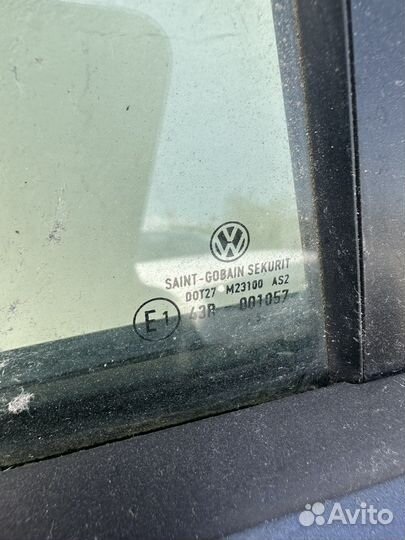 SAINT-GOBAIN SEKURIT
DOT27 M23100 AS2
E1 43R - 001057
Avito